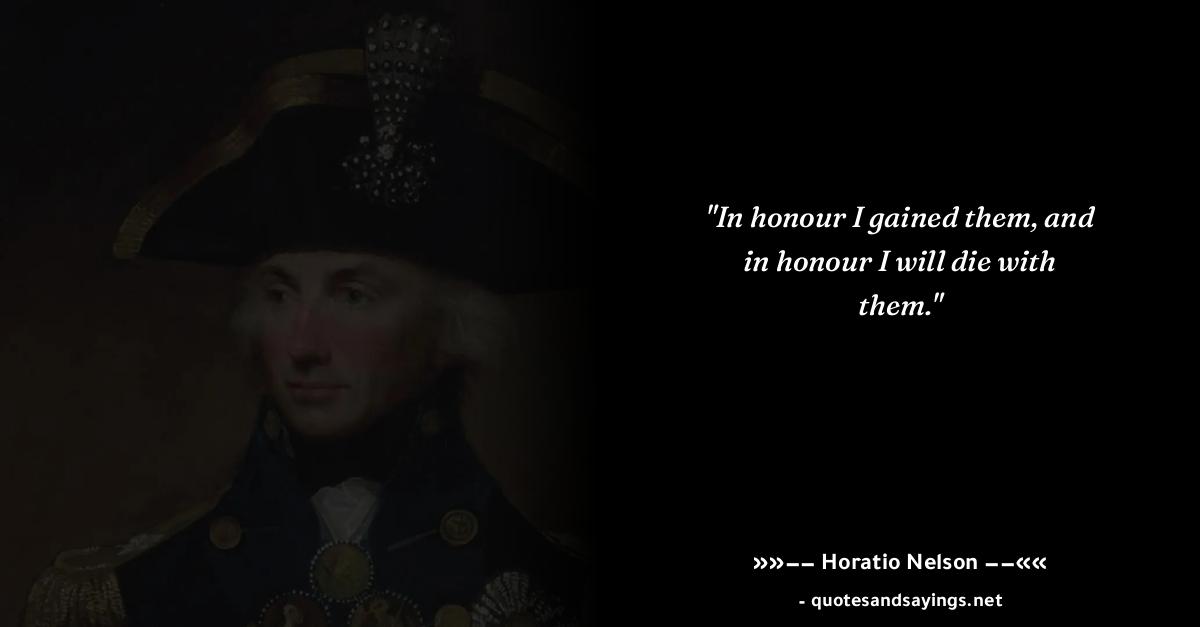 "In honour I gained them, and
in honour I will die with
them."
»»–– Horatio Nelson ––««
- quotesandsayings.net